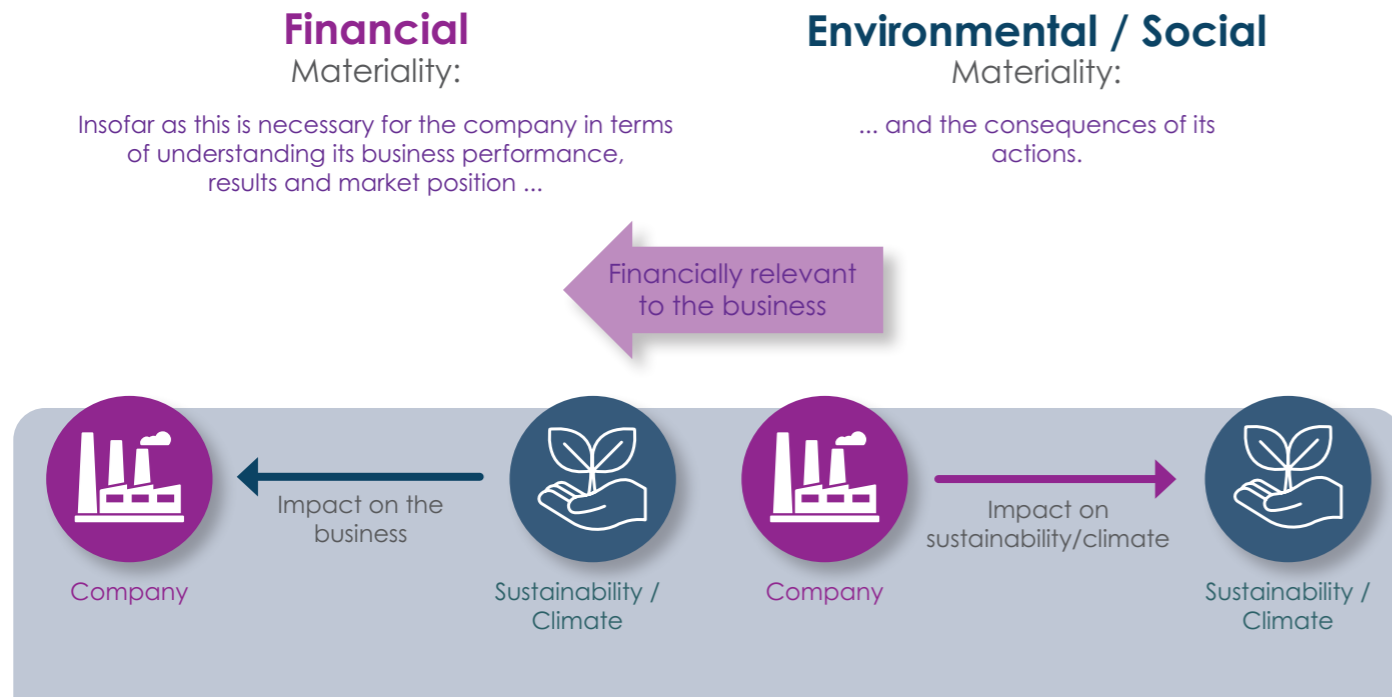 Financial
Materiality:
Insofar as this is necessary for the company in terms
of understanding its business performance,
results and market position ...
Environmental / Social
Materiality:
... and the consequences of its
actions.
Financially relevant
to the business
Impact on the
business
Company
Sustainability /
Climate
Impact on
sustainability/climate
Company
Sustainability /
Climate